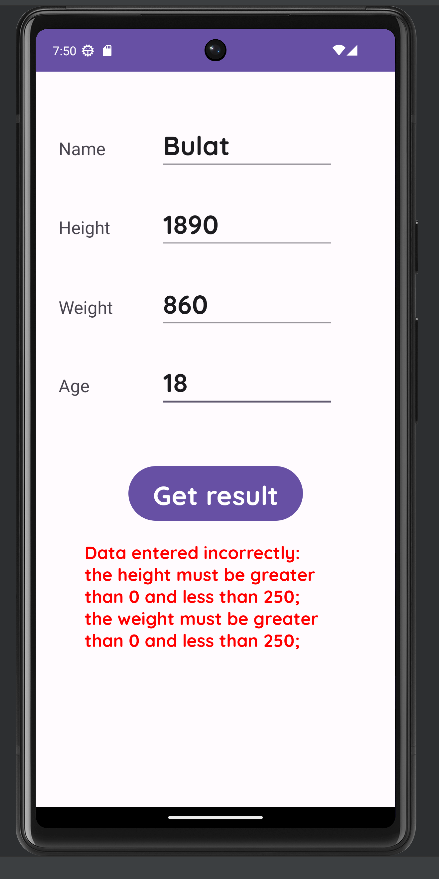 7:50
Name Bulat
Height 1890
Weight 860
Age 18
Get result
Data entered incorrectly:
the height must be greater
than 0 and less than 250;
the weight must be greater
than 0 and less than 250;